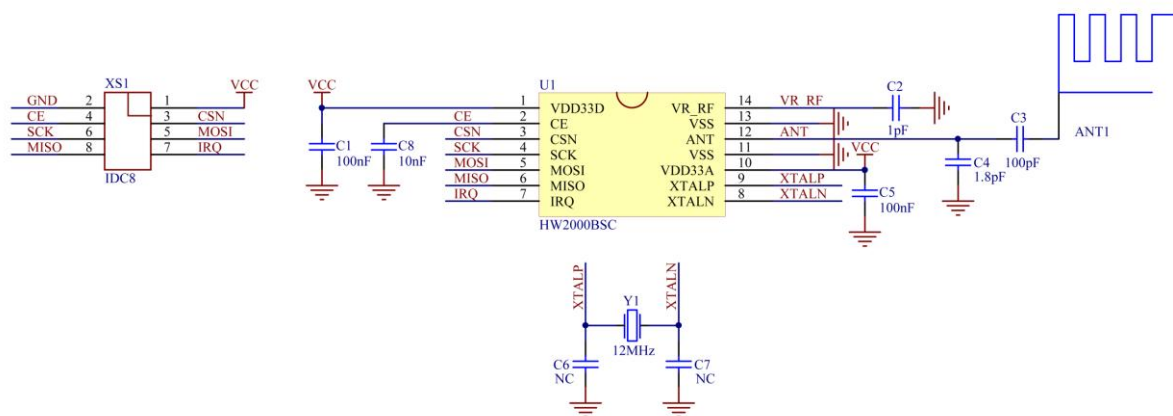 XS1
VCC
GND 2 1
CE 4 3 CSN
SCK 6 5 MOSI
MISO 8 7 IRQ
IDC8
VCC
C1
100nF
C8
10nF
U1
CE
CSN
SCK
MOSI
MISO
IRQ
1 VDD33D VR_RF 14 VR_RF
2 CE VSS 13
3 CSN ANT 12 ANT
4 SCK VSS 11
5 MOSI VDD33A 10 VCC
6 MISO XTALP 9 XTALP
7 IRQ XTALN 8 XTALN
HW2000BSC
C2
1pF
C3
100pF
ANT1
C4
1.8pF
C5
100nF
XTALP
XTALN
Y1
12MHz
C6
NC
C7
NC